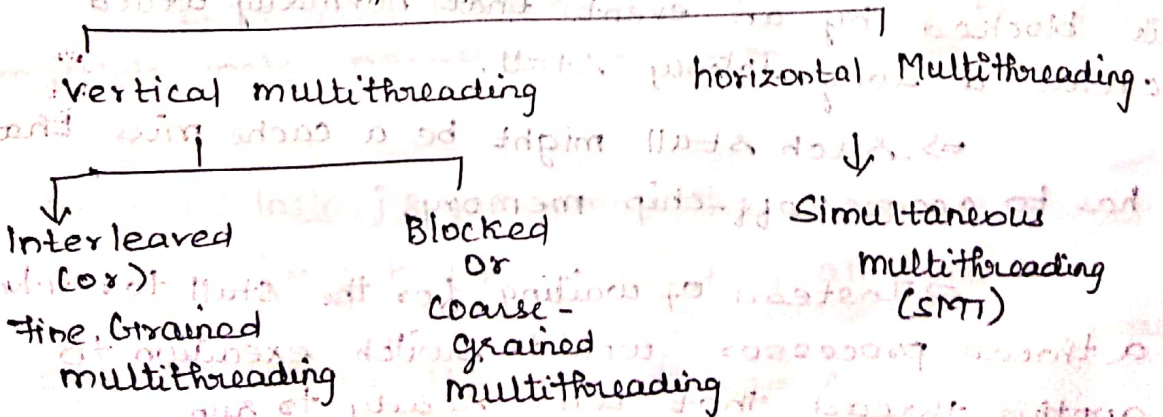 Vertical multithreading
horizontal Multithreading.
Interleaved
(or)
Fine Grained
multithreading
Blocked
or
Coarse-
grained
multithreading.
Simultaneous
multithreading
(SMT)